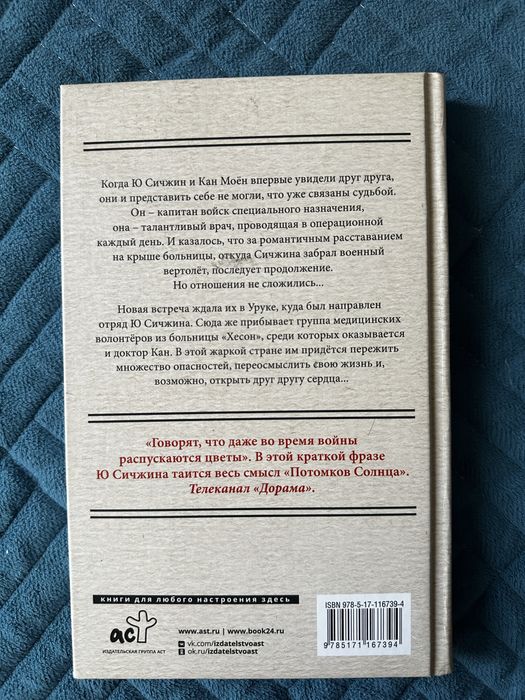 Когда Ю Сичжин и Кан Моён впервые увидели друг друга,
они и представить себе не могли, что уже связаны судьбой.
Он – капитан войск специального назначения,
она – талантливый врач, проводящая в операционной
каждый день. И казалось, что за романтичным расставанием
на крыше больницы, откуда Сичжина забрал военный
вертолёт, последует продолжение.
Но отношения не сложились...
Новая встреча ждала их в Уруке, куда был направлен
отряд Ю Сичжина. Сюда же прибывает группа медицинских
волонтёров из больницы «Хесон», среди которых оказывается
и доктор Кан. В этой жаркой стране им придётся пережить
множество опасностей, переосмыслить свою жизнь и,
возможно, открыть друг другу сердца...
«Говорят, что даже во время войны
распускаются цветы». В этой краткой фразе
Ю Сичжина таится весь смысл «Потомков Солнца».
Телеканал «Дорама».
книги для любого настроения здесь
аст
ИЗДАТЕЛЬСКАЯ ГРУППА АСТ
www.ast.ru | www.book24.ru
vk.com/izdatelstvoast
ok.ru/izdatelstvoast
ISBN 978-5-17-116739-4
9 785171 167394